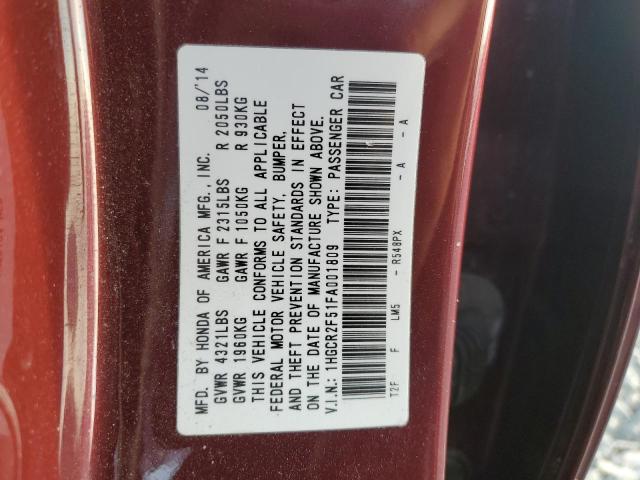 MFD. BY HONDA OF AMERICA MFG., INC. 08/'14
GVWR 4321LBS GAWR F 2315LBS R 2050LBS
GVWR 1960KG GAWR F 1050KG R 930KG
THIS VEHICLE CONFORMS TO ALL APPLICABLE
FEDERAL MOTOR VEHICLE SAFETY, BUMPER,
AND THEFT PREVENTION STANDARDS IN EFFECT
ON THE DATE OF MANUFACTURE SHOWN ABOVE.
V.I.N.: 1HGCR2F51FA001809 TYPE: PASSENGER CAR
T2F F LM5 - R548PX - A - A